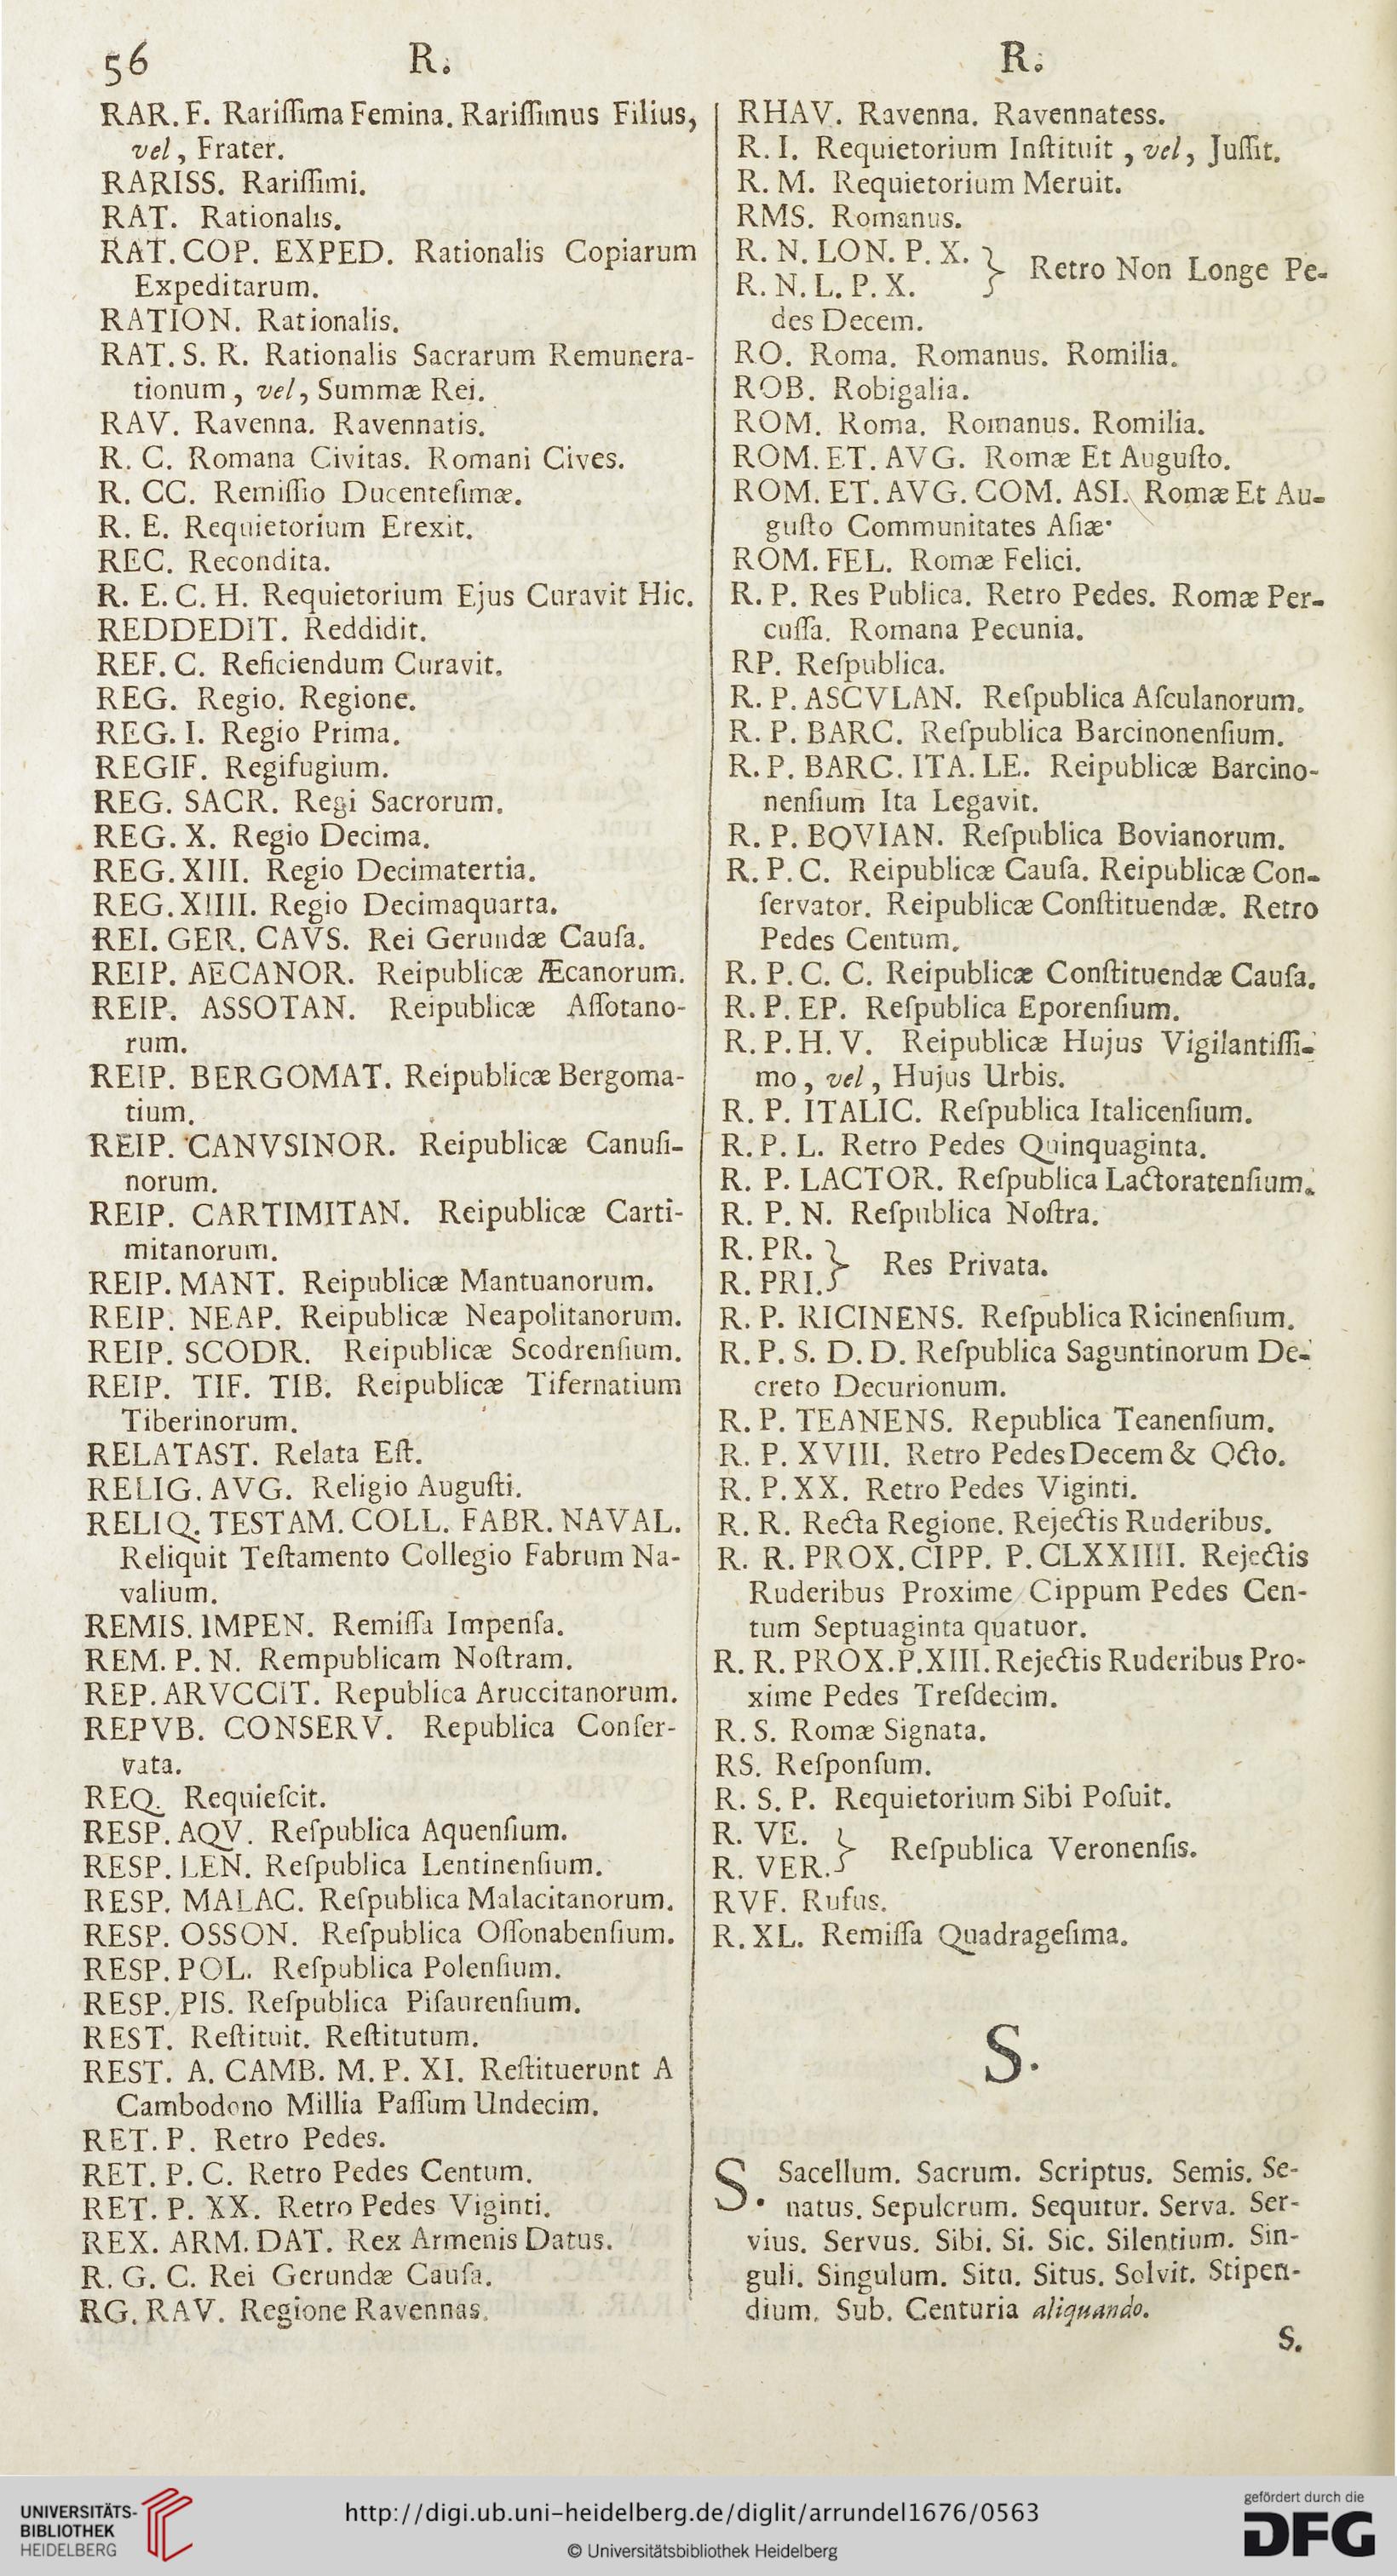 56 R. R.
RAR. F. Rariſſima Femina. Rariſſimus Filius,
vel, Frater.
RARISS. Rariſſimi.
RAT. Rationalis.
RAT. COP. EXPED. Rationalis Copiarum
Expeditarum.
RATION. Rationalis.
RAT. S. R. Rationalis Sacrarum Remunera-
tionum, vel, Summæ Rei.
RAV. Ravenna. Ravennatis.
R. C. Romana Civitas. Romani Cives.
R. CC. Remiſſio Ducenteſimæ.
R. E. Requietorium Erexit.
REC. Recondita.
R. E. C. H. Requietorium Ejus Curavit Hic.
REDDEDIT. Reddidit.
REF. C. Reficiendum Curavit.
REG. Regio. Regione.
REG. I. Regio Prima.
REGIF. Regifugium.
REG. SACR. Regi Sacrorum.
REG. X. Regio Decima.
REG. XIII. Regio Decimatertia.
REG. XIIII. Regio Decimaquarta.
REI. GER. CAVS. Rei Gerundæ Cauſa.
REIP. AECANOR. Reipublicæ Æcanorum.
REIP. ASSOTAN. Reipublicæ Aſſotano-
rum.
REIP. BERGOMAT. Reipublicæ Bergoma-
tium.
REIP. CANVSINOR. Reipublicæ Canuſi-
norum.
REIP. CARTIMITAN. Reipublicæ Carti-
mitanorum.
REIP. MANT. Reipublicæ Mantuanorum.
REIP. NEAP. Reipublicæ Neapolitanorum.
REIP. SCODR. Reipublicæ Scodrenſium.
REIP. TIF. TIB. Reipublicæ Tifernatium
Tiberinorum.
RELATAST. Relata Eſt.
RELIG. AVG. Religio Auguſti.
RELIQ. TESTAM. COLL. FABR. NAVAL.
Reliquit Teſtamento Collegio Fabrum Na-
valium.
REMIS. IMPEN. Remiſſa Impenſa.
REM. P. N. Rempublicam Noſtram.
REP. ARVCCIT. Republica Aruccitanorum.
REPVB. CONSERV. Republica Conſer-
vata.
REQ. Requieſcit.
RESP. AQV. Reſpublica Aquenſium.
RESP. LEN. Reſpublica Lentinenſium.
RESP. MALAC. Reſpublica Malacitanorum.
RESP. OSSON. Reſpublica Oſſonabenſium.
RESP. POL. Reſpublica Polenſium.
RESP. PIS. Reſpublica Piſaurenſium.
REST. Reſtituit. Reſtitutum.
REST. A. CAMB. M. P. XI. Reſtituerunt A
Cambodono Millia Paſſum Undecim.
RET. P. Retro Pedes.
RET. P. C. Retro Pedes Centum.
RET. P. XX. Retro Pedes Viginti.
REX. ARM. DAT. Rex Armenis Datus.
R. G. C. Rei Gerundæ Cauſa.
RG. RAV. Regione Ravennas.
RHAV. Ravenna. Ravennatess.
R. I. Requietorium Inſtituit, vel, Juſſit.
R. M. Requietorium Meruit.
RMS. Romanus.
R. N. LON. P. X. } Retro Non Longe Pe-
R. N. L. P. X.
des Decem.
RO. Roma. Romanus. Romilia.
ROB. Robigalia.
ROM. Roma. Romanus. Romilia.
ROM. ET. AVG. Romæ Et Auguſto.
ROM. ET. AVG. COM. ASI. Romæ Et Au-
guſto Communitates Aſiæ.
ROM. FEL. Romæ Felici.
R. P. Res Publica. Retro Pedes. Romæ Per-
cuſſa. Romana Pecunia.
RP. Reſpublica.
R. P. ASCVLAN. Reſpublica Aſculanorum.
R. P. BARC. Reſpublica Barcinonenſium.
R. P. BARC. ITA. LE. Reipublicæ Barcino-
nenſium Ita Legavit.
R. P. BOVIAN. Reſpublica Bovianorum.
R. P. C. Reipublicæ Cauſa. Reipublicæ Con-
ſervator. Reipublicæ Conſtituendæ. Retro
Pedes Centum.
R. P. C. C. Reipublicæ Conſtituendæ Cauſa.
R. P. EP. Reſpublica Eporenſium.
R. P. H. V. Reipublicæ Hujus Vigilantiſſi-
mo, vel, Hujus Urbis.
R. P. ITALIC. Reſpublica Italicenſium.
R. P. L. Retro Pedes Quinquaginta.
R. P. LACTOR. Reſpublica Lactoratenſium.
R. P. N. Reſpublica Noſtra.
R. PR. } Res Privata.
R. PRI.
R. P. RICINENS. Reſpublica Ricinenſium.
R. P. S. D. D. Reſpublica Saguntinorum De-
creto Decurionum.
R. P. TEANENS. Republica Teanenſium.
R. P. XVIII. Retro Pedes Decem & Octo.
R. P. XX. Retro Pedes Viginti.
R. R. Recta Regione. Rejectis Ruderibus.
R. R. PROX. CIPP. P. CLXXIIII. Rejectis
Ruderibus Proxime Cippum Pedes Cen-
tum Septuaginta quatuor.
R. R. PROX. P. XIII. Rejectis Ruderibus Pro-
xime Pedes Treſdecim.
R. S. Romæ Signata.
RS. Reſponſum.
R. S. P. Requietorium Sibi Poſuit.
R. VE. } Reſpublica Veronenſis.
R. VER.
RVF. Rufus.
R. XL. Remiſſa Quadrageſima.
S.
S. Sacellum. Sacrum. Scriptus. Semis. Se-
natus. Sepulcrum. Sequitur. Serva. Ser-
vius. Servus. Sibi. Si. Sic. Silentium. Sin-
guli. Singulum. Situ. Situs. Solvit. Stipen-
dium. Sub. Centuria aliquando.
S.
UNIVERSITÄTS-
BIBLIOTHEK
HEIDELBERG
http://digi.ub.uni-heidelberg.de/diglit/arrundel1676/0563
© Universitätsbibliothek Heidelberg
gefördert durch die
DFG